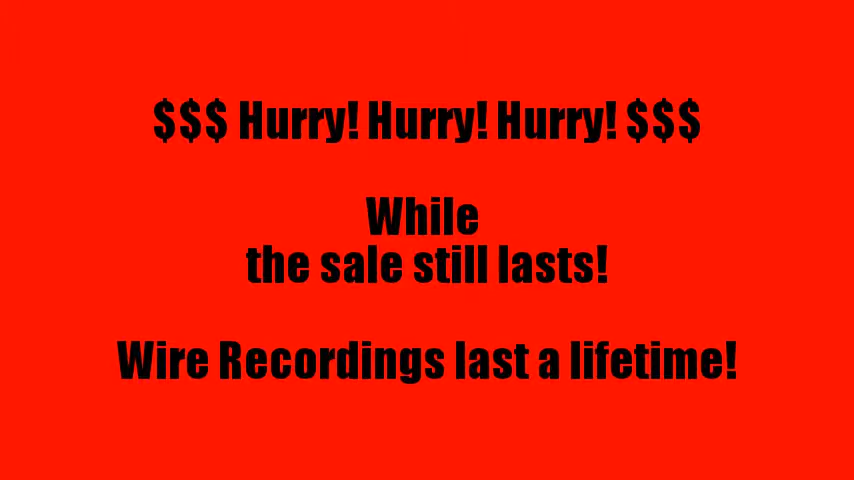 $$$ Hurry! Hurry! Hurry! $$$
While
the sale still lasts!
Wire Recordings last a lifetime!